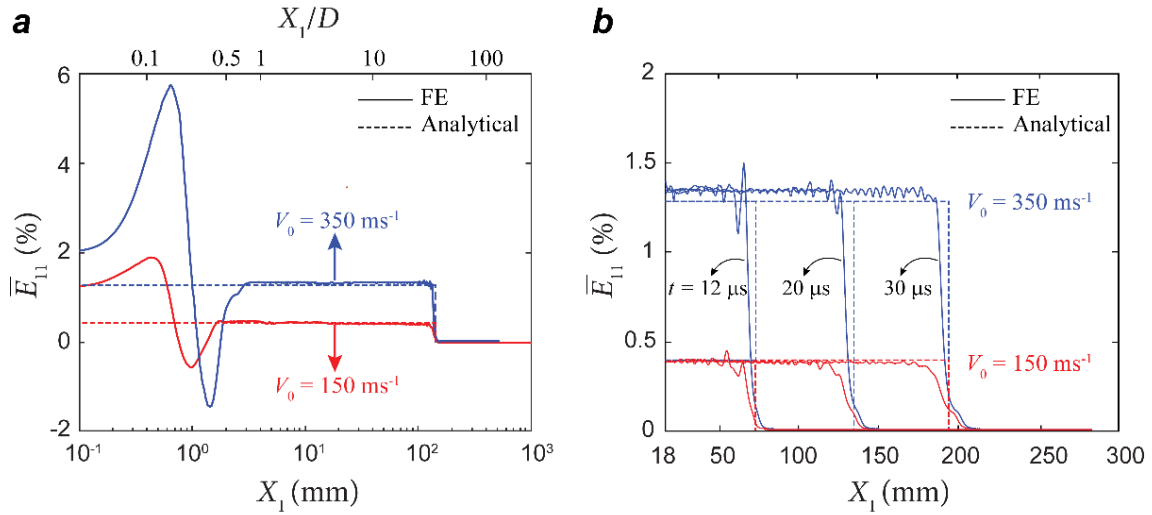 a
X₁/D
0.1 0.5 1 10 100
6
4
2
0
-2
E̅₁₁ (%)
FE
Analytical
V₀ = 350 ms⁻¹
V₀ = 150 ms⁻¹
10⁻¹ 10⁰ 10¹ 10² 10³
X₁ (mm)
b
2
1.5
1
0.5
0
E̅₁₁ (%)
FE
Analytical
V₀ = 350 ms⁻¹
t = 12 μs 20 μs 30 μs
V₀ = 150 ms⁻¹
18 50 100 150 200 250 300
X₁ (mm)